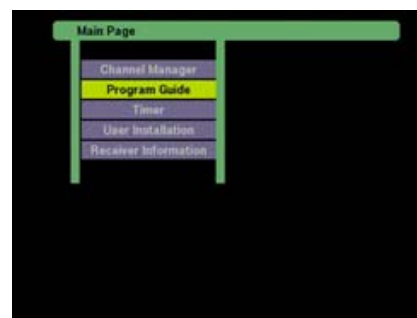 Main Page
Channel Manager
Program Guide
Timer
User Installation
Receiver Information